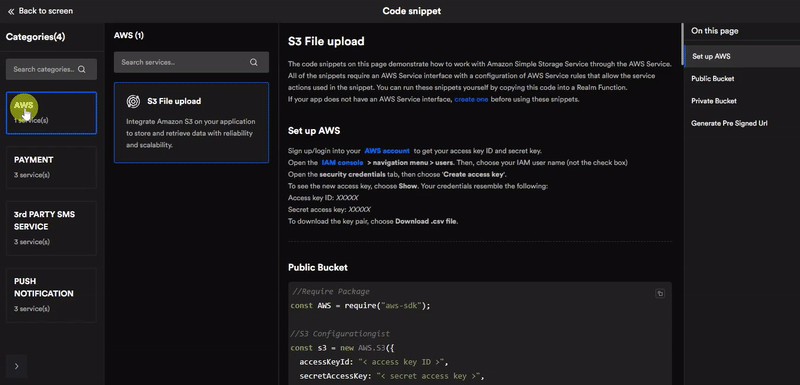 Back to screen
Code snippet
Categories(4)
Search categories..
AWS
1 service(s)
PAYMENT
3 service(s)
3rd PARTY SMS
SERVICE
3 service(s)
PUSH
NOTIFICATION
3 service(s)
AWS (1)
Search services..
S3 File upload
Integrate Amazon S3 on your application
to store and retrieve data with reliability
and scalability.
S3 File upload
The code snippets on this page demonstrate how to work with Amazon Simple Storage Service through the AWS Service.
All of the snippets require an AWS Service interface with a configuration of AWS Service rules that allow the service
actions used in the snippet. You can run these snippets yourself by copying this code into a Realm Function.
If your app does not have an AWS Service interface, create one before using these snippets.
Set up AWS
Sign up/login into your AWS account to get your access key ID and secret key.
Open the IAM console > navigation menu > users. Then, choose your IAM user name (not the check box)
Open the security credentials tab, then choose 'Create access key'.
To see the new access key, choose Show. Your credentials resemble the following:
Access key ID: XXXXX
Secret access key: XXXXX
To download the key pair, choose Download .csv file.
Public Bucket
//Require Package
const AWS = require("aws-sdk");
//S3 Configurationgist
const s3 = new AWS.S3({
accessKeyId: "< access key ID >",
secretAccessKey: "< secret access key >",
On this page
Set up AWS
Public Bucket
Private Bucket
Generate Pre Signed Url